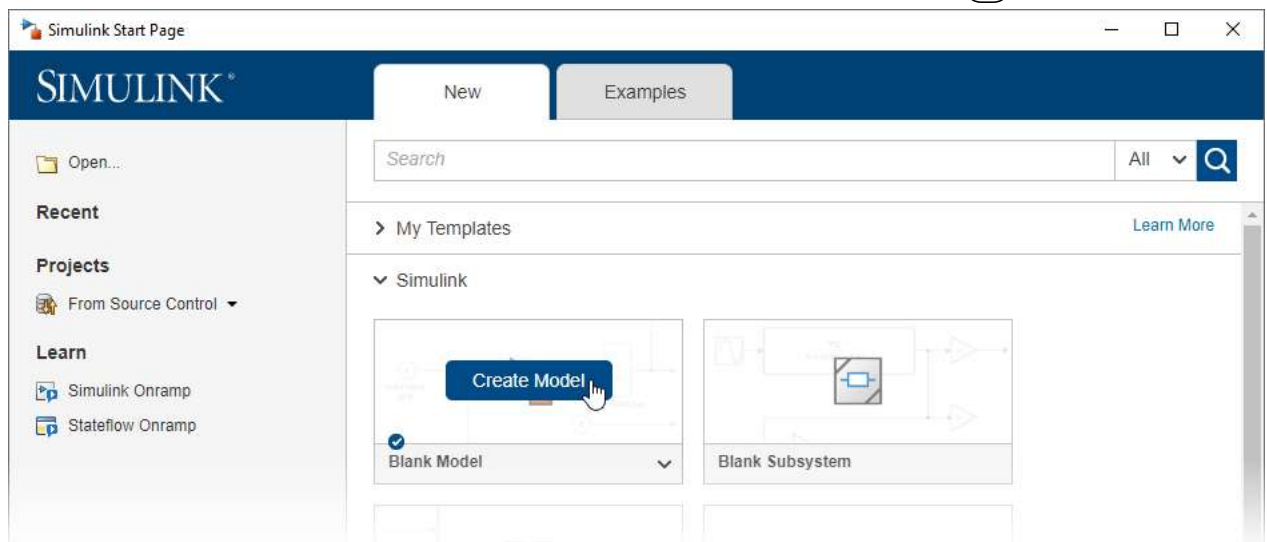 Simulink Start Page
SIMULINK®
New
Examples
Open...
Search
All
Recent
My Templates
Learn More
Projects
Simulink
From Source Control
Learn
Simulink Onramp
Stateflow Onramp
Create Model
Blank Model
Blank Subsystem